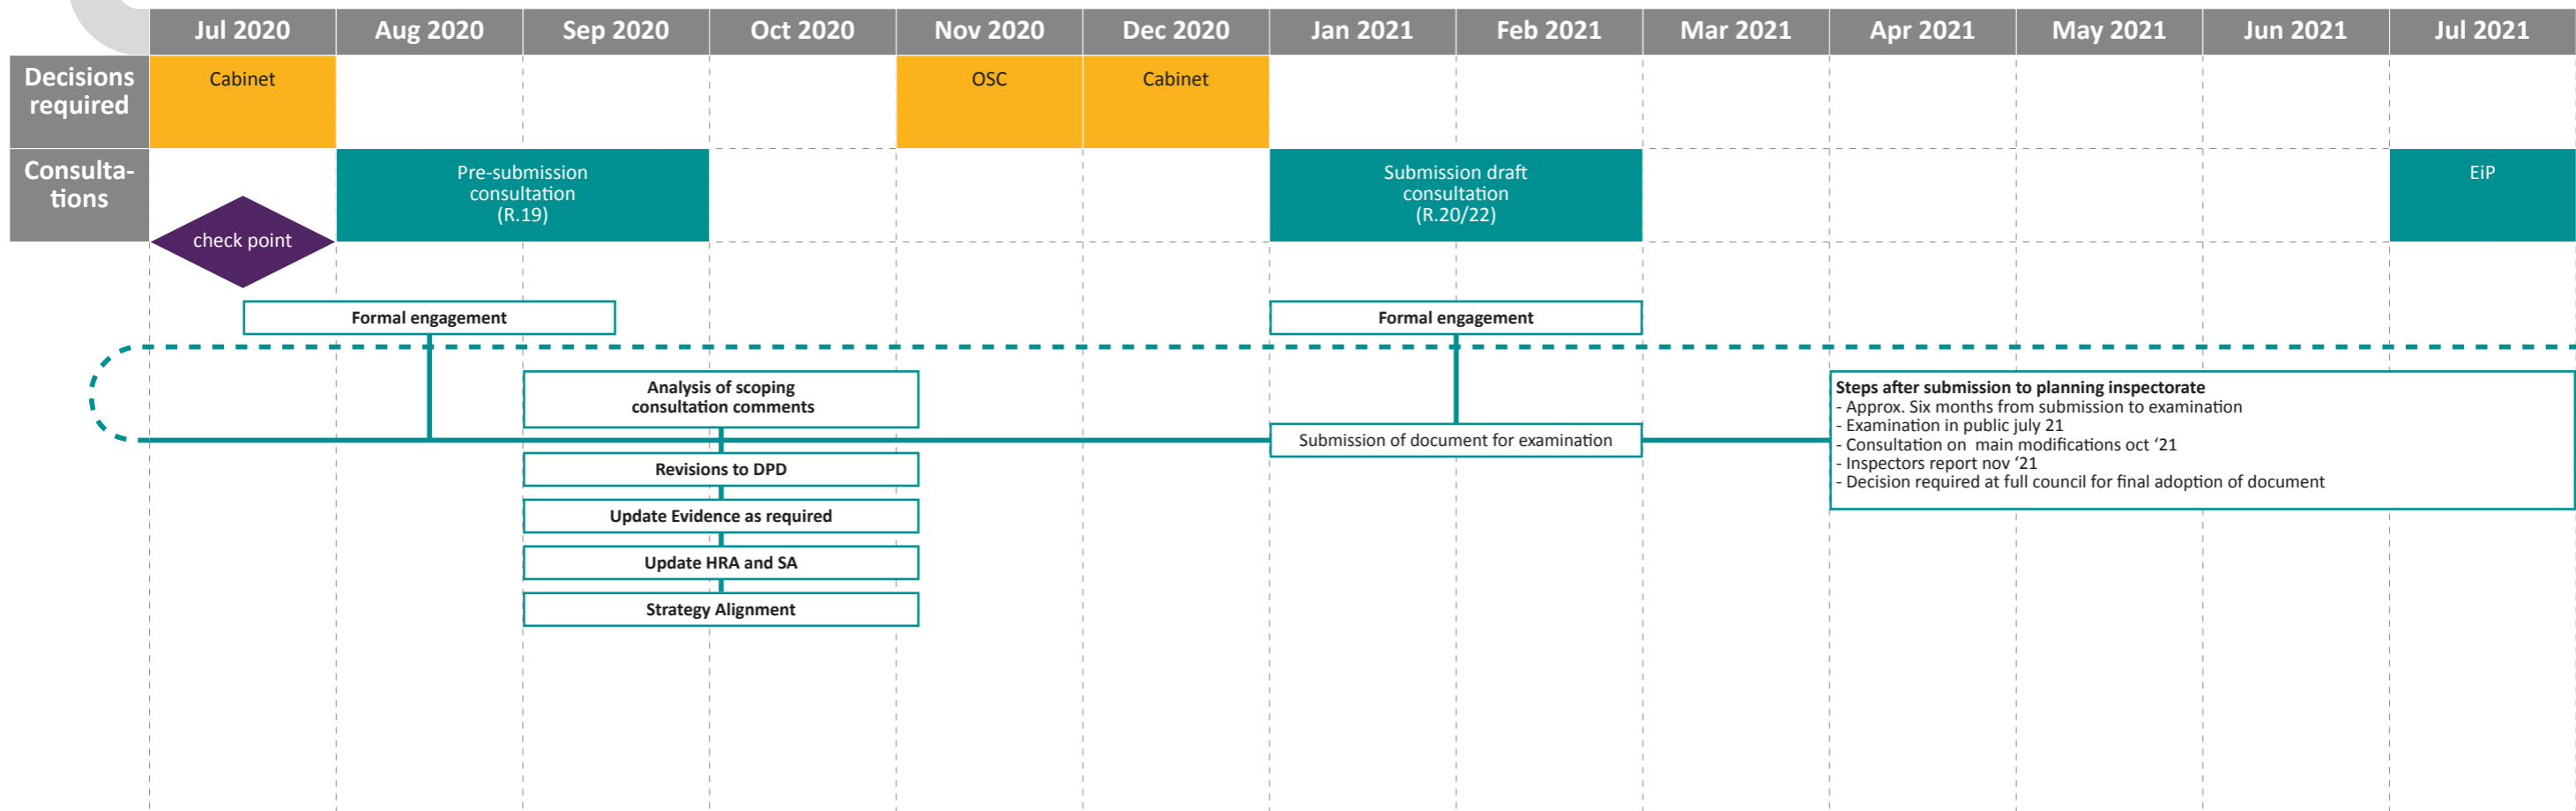 Jul 2020 Aug 2020 Sep 2020 Oct 2020 Nov 2020 Dec 2020 Jan 2021 Feb 2021 Mar 2021 Apr 2021 May 2021 Jun 2021 Jul 2021
Decisions
required
Cabinet
OSC
Cabinet
Consulta-
tions
Pre-submission
consultation
(R.19)
Submission draft
consultation
(R.20/22)
EiP
check point
Formal engagement
Formal engagement
Analysis of scoping
consultation comments
Submission of document for examination
Revisions to DPD
Update Evidence as required
Update HRA and SA
Strategy Alignment
Steps after submission to planning inspectorate
- Approx. Six months from submission to examination
- Examination in public july 21
- Consultation on  main modifications oct ‘21
- Inspectors report nov ‘21
- Decision required at full council for final adoption of document